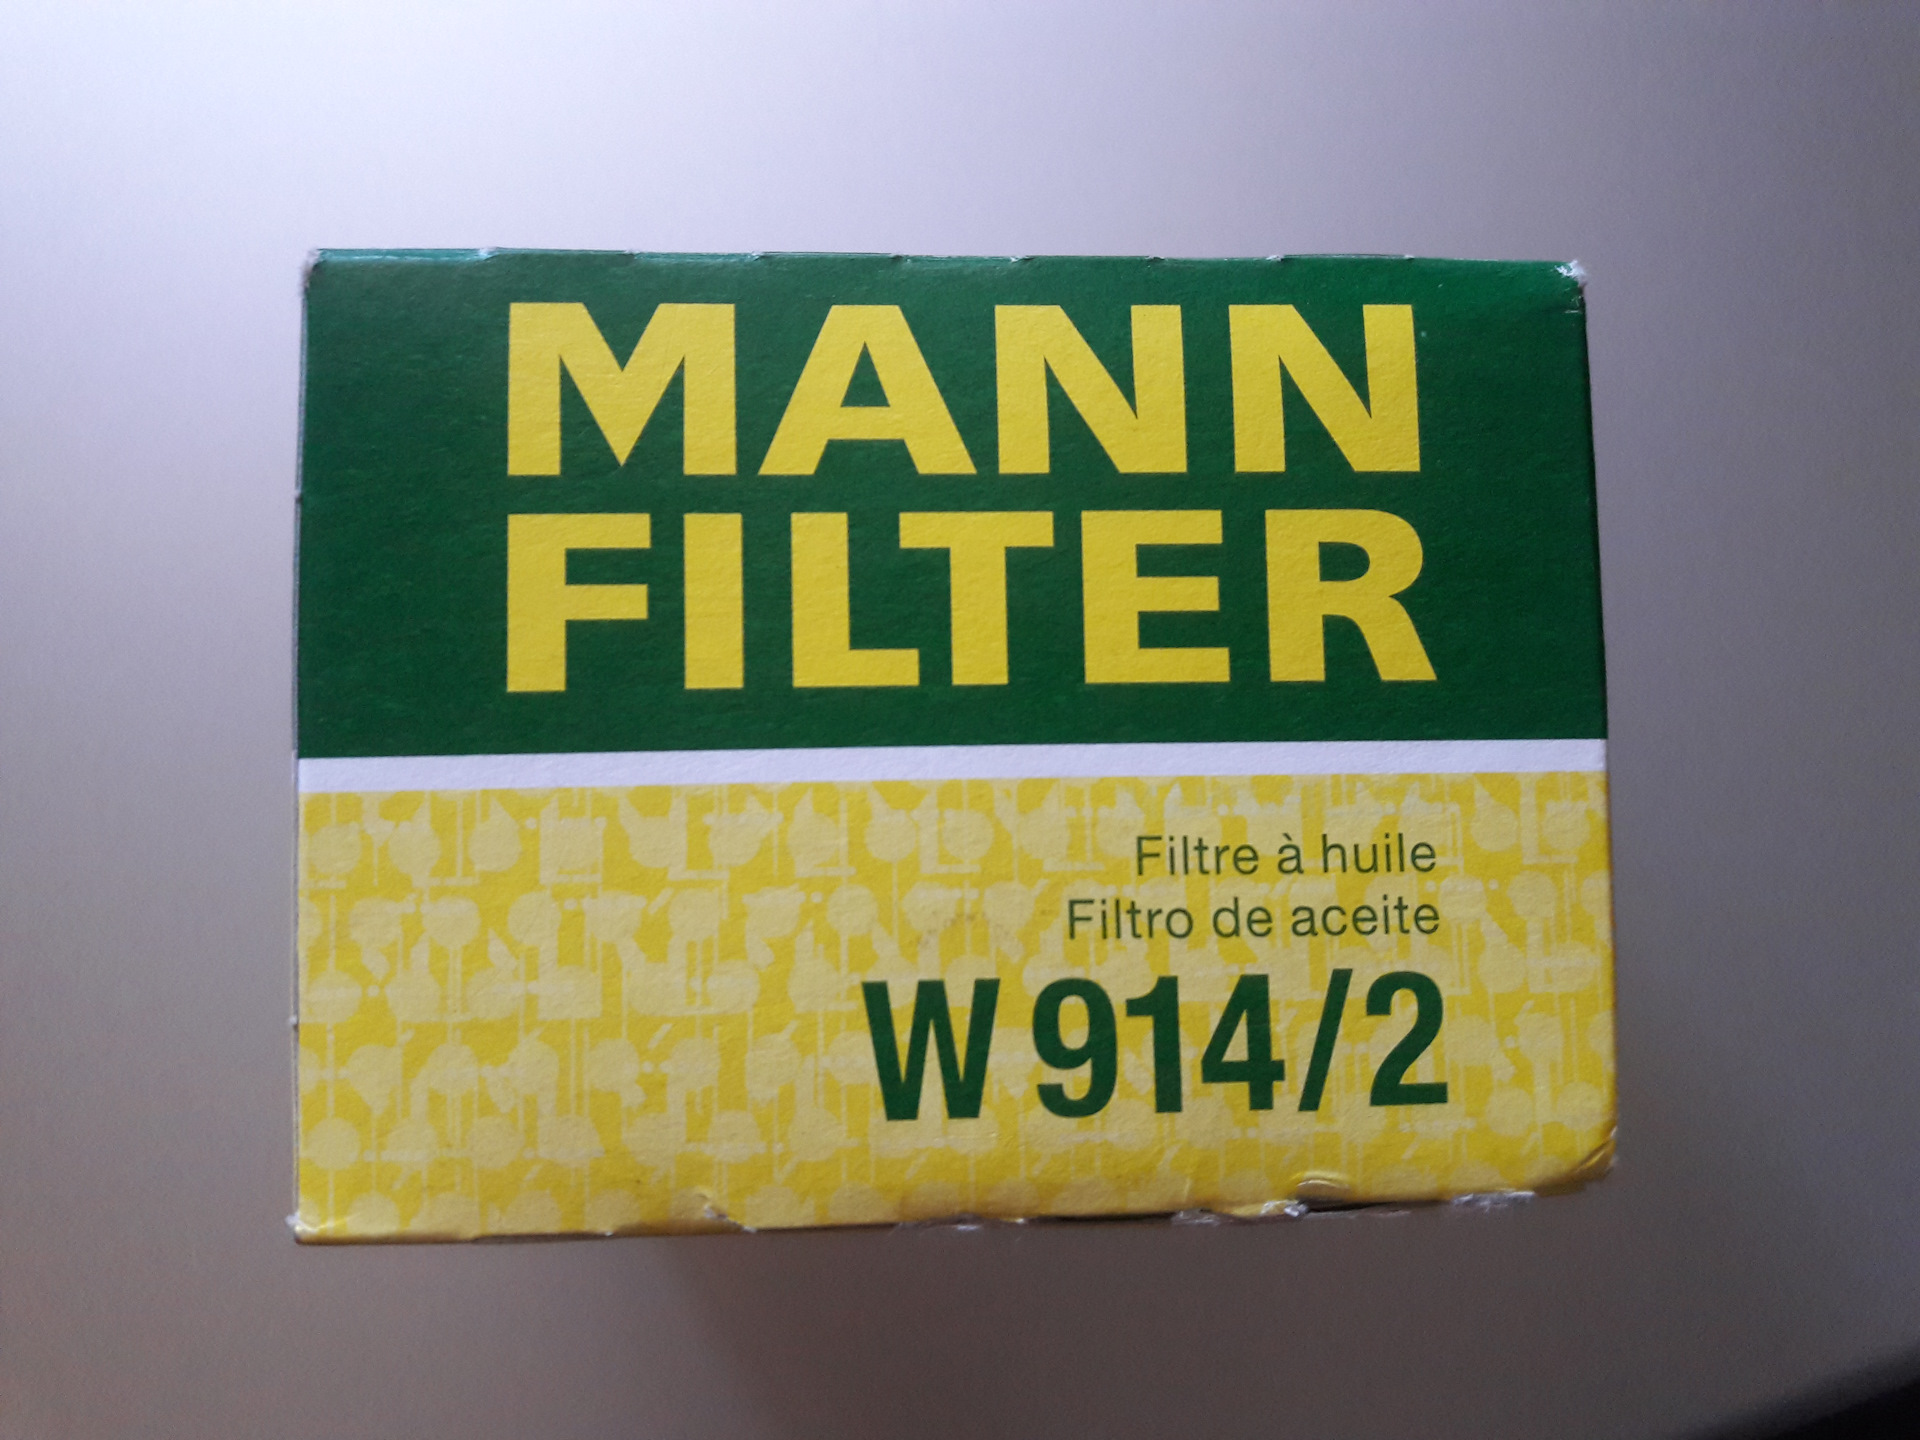 MANN
FILTER
Filtre à huile
Filtro de aceite
W 914/2